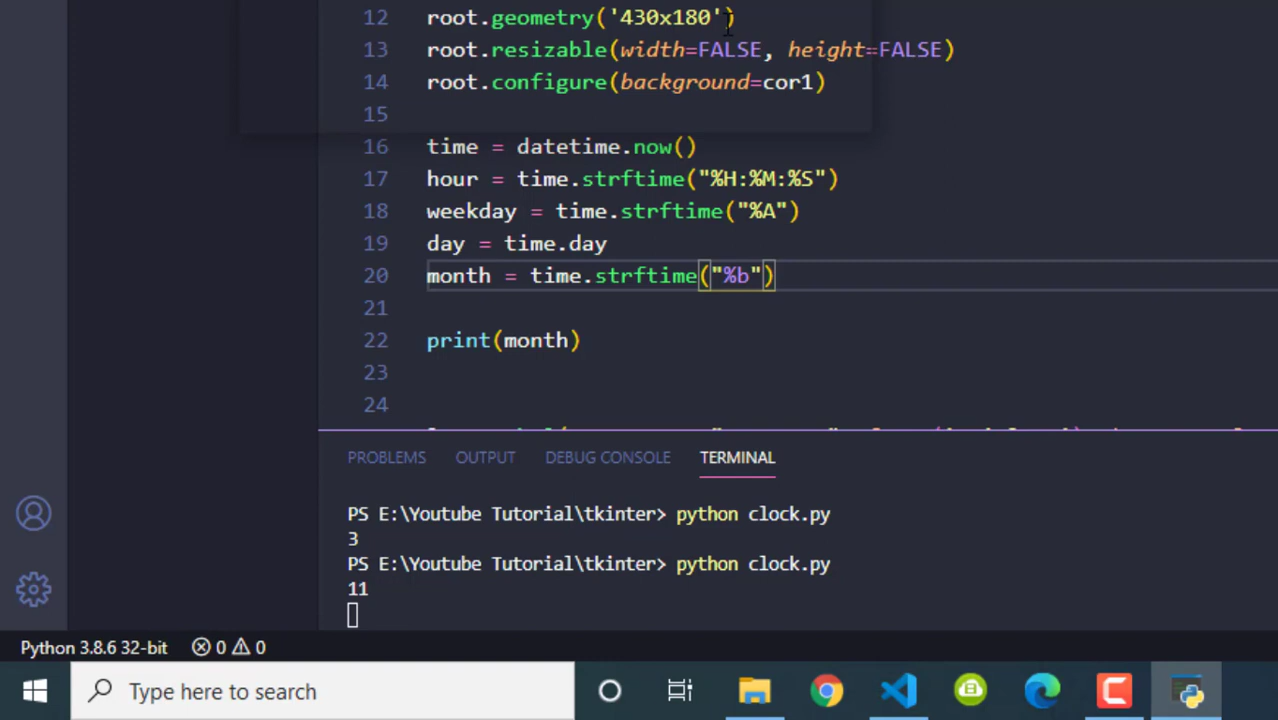 12 root.geometry('430x180')
13 root.resizable(width=FALSE, height=FALSE)
14 root.configure(background=cor1)
15
16 time = datetime.now()
17 hour = time.strftime("%H:%M:%S")
18 weekday = time.strftime("%A")
19 day = time.day
20 month = time.strftime("%b")
21
22 print(month)
23
24
PROBLEMS OUTPUT DEBUG CONSOLE TERMINAL
PS E:\Youtube Tutorial\tkinter> python clock.py
3
PS E:\Youtube Tutorial\tkinter> python clock.py
11
Python 3.8.6 32-bit 0 0
Type here to search